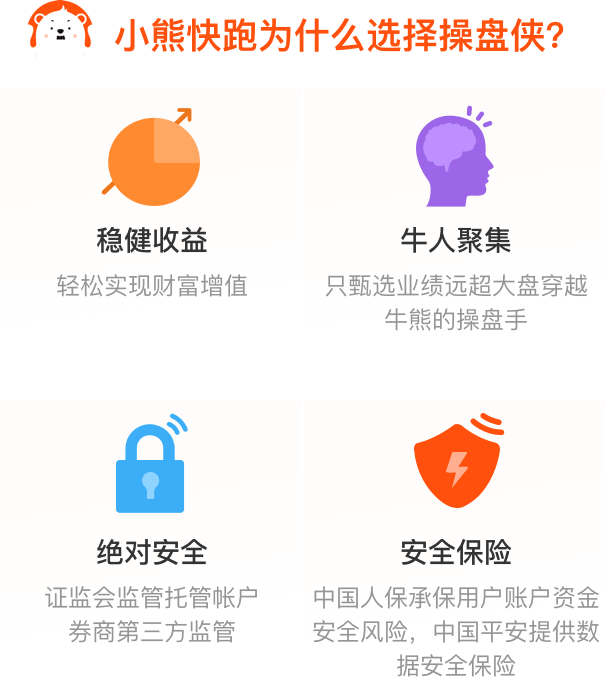 小熊快跑为什么选择操盘侠?
稳健收益
轻松实现财富增值
牛人聚集
只甄选业绩远超大盘穿越
牛熊的操盘手
绝对安全
证监会监管托管帐户
券商第三方监管
安全保险
中国人保承保用户账户资金
安全风险，中国平安提供数
据安全保险